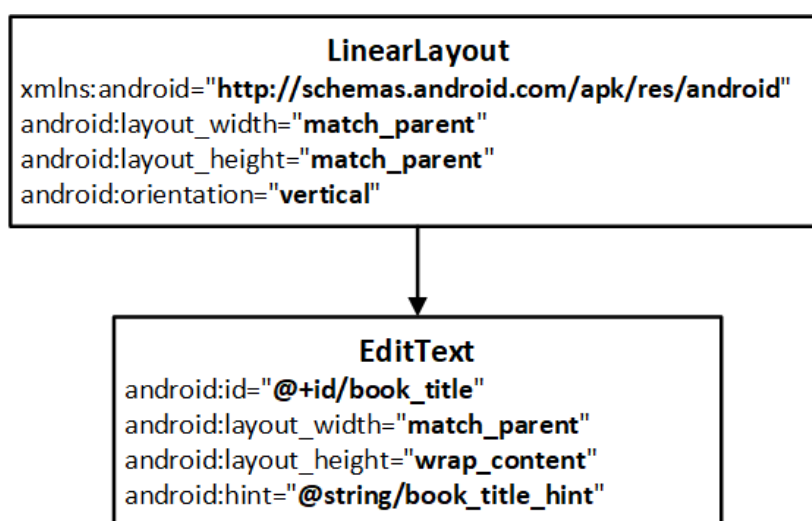 LinearLayout
xmlns:android="http://schemas.android.com/apk/res/android"
android:layout_width="match_parent"
android:layout_height="match_parent"
android:orientation="vertical"
EditText
android:id="@+id/book_title"
android:layout_width="match_parent"
android:layout_height="wrap_content"
android:hint="@string/book_title_hint"